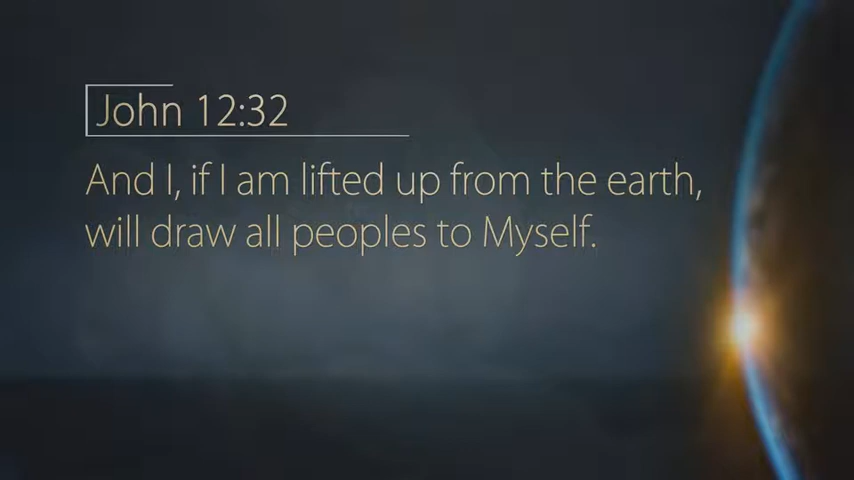 John 12:32
And I, if I am lifted up from the earth,
will draw all peoples to Myself.